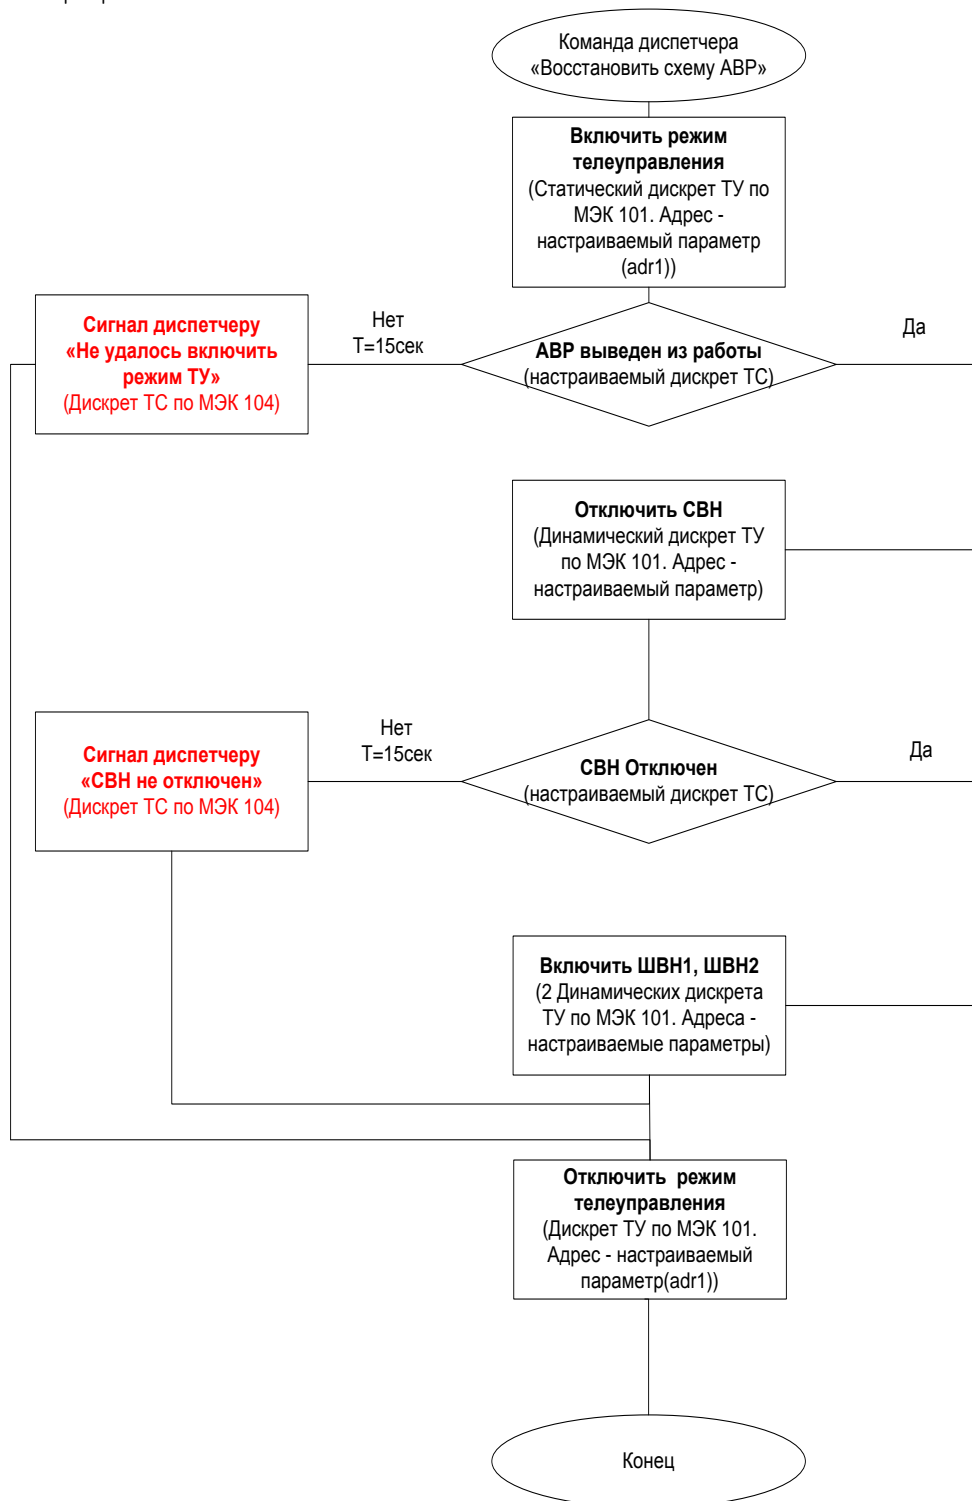 Команда диспетчера
«Восстановить схему АВР»
Включить режим
телеуправления
(Статический дискрет ТУ по
МЭК 101. Адрес -
настраиваемый параметр
(adr1))
Сигнал диспетчеру
«Не удалось включить
режим ТУ»
(Дискрет ТС по МЭК 104)
Нет
Т=15сек
АВР выведен из работы
(настраиваемый дискрет ТС)
Да
Отключить СВН
(Динамический дискрет ТУ
по МЭК 101. Адрес -
настраиваемый параметр)
Сигнал диспетчеру
«СВН не отключен»
(Дискрет ТС по МЭК 104)
Нет
Т=15сек
СВН Отключен
(настраиваемый дискрет ТС)
Да
Включить ШВН1, ШВН2
(2 Динамических дискрета
ТУ по МЭК 101. Адреса -
настраиваемые параметры)
Отключить  режим
телеуправления
(Дискрет ТУ по МЭК 101.
Адрес - настраиваемый
параметр(adr1))
Конец